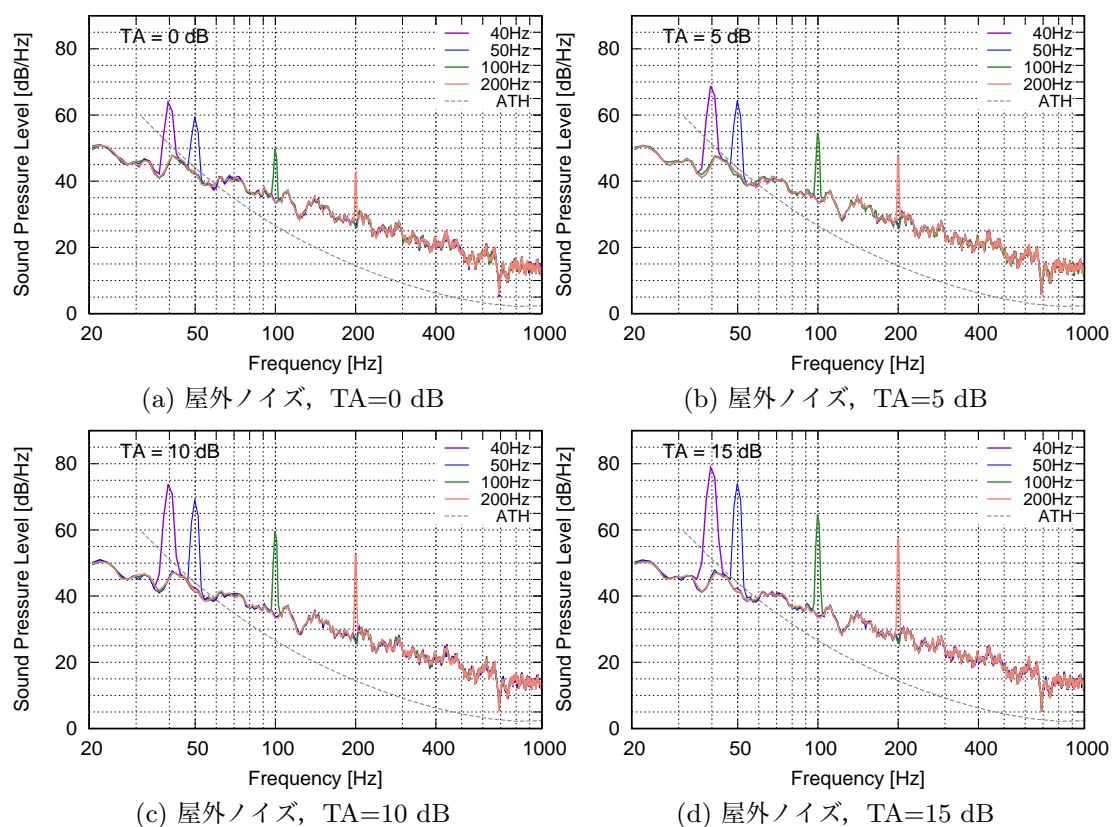 TA = 0 dB
40Hz
50Hz
100Hz
200Hz
ATH
Sound Pressure Level [dB/Hz]
80
60
40
20
0
20 50 100 200 400 1000
Frequency [Hz]
(a) 屋外ノイズ，TA=0 dB
TA = 5 dB
40Hz
50Hz
100Hz
200Hz
ATH
Sound Pressure Level [dB/Hz]
80
60
40
20
0
20 50 100 200 400 1000
Frequency [Hz]
(b) 屋外ノイズ，TA=5 dB
TA = 10 dB
40Hz
50Hz
100Hz
200Hz
ATH
Sound Pressure Level [dB/Hz]
80
60
40
20
0
20 50 100 200 400 1000
Frequency [Hz]
(c) 屋外ノイズ，TA=10 dB
TA = 15 dB
40Hz
50Hz
100Hz
200Hz
ATH
Sound Pressure Level [dB/Hz]
80
60
40
20
0
20 50 100 200 400 1000
Frequency [Hz]
(d) 屋外ノイズ，TA=15 dB